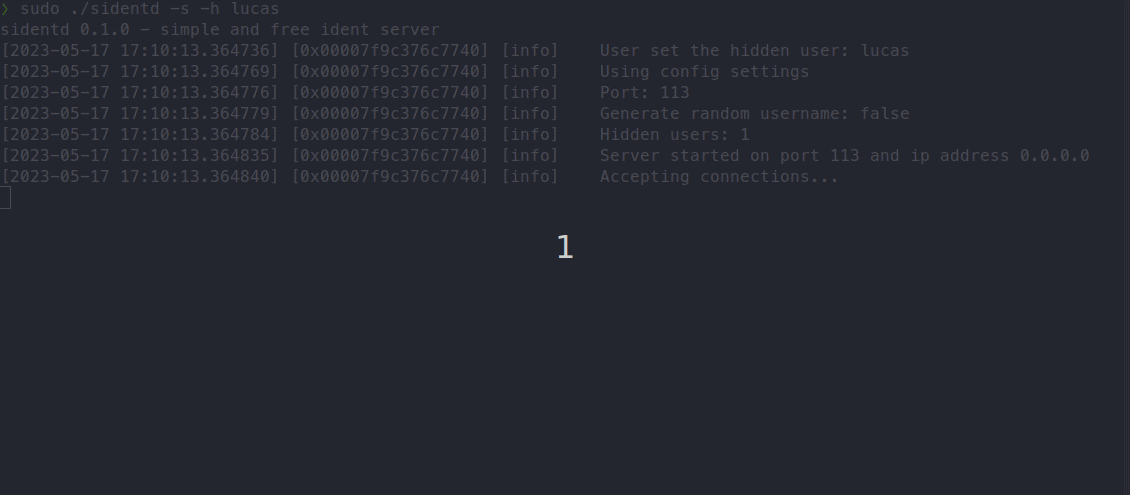 ❯ sudo ./sidentd -s -h lucas
sidentd 0.1.0 - simple and free ident server
[2023-05-17 17:10:13.364736] [0x00007f9c376c7740] [info]    User set the hidden user: lucas
[2023-05-17 17:10:13.364769] [0x00007f9c376c7740] [info]    Using config settings
[2023-05-17 17:10:13.364776] [0x00007f9c376c7740] [info]    Port: 113
[2023-05-17 17:10:13.364779] [0x00007f9c376c7740] [info]    Generate random username: false
[2023-05-17 17:10:13.364784] [0x00007f9c376c7740] [info]    Hidden users: 1
[2023-05-17 17:10:13.364835] [0x00007f9c376c7740] [info]    Server started on port 113 and ip address 0.0.0.0
[2023-05-17 17:10:13.364840] [0x00007f9c376c7740] [info]    Accepting connections...
1